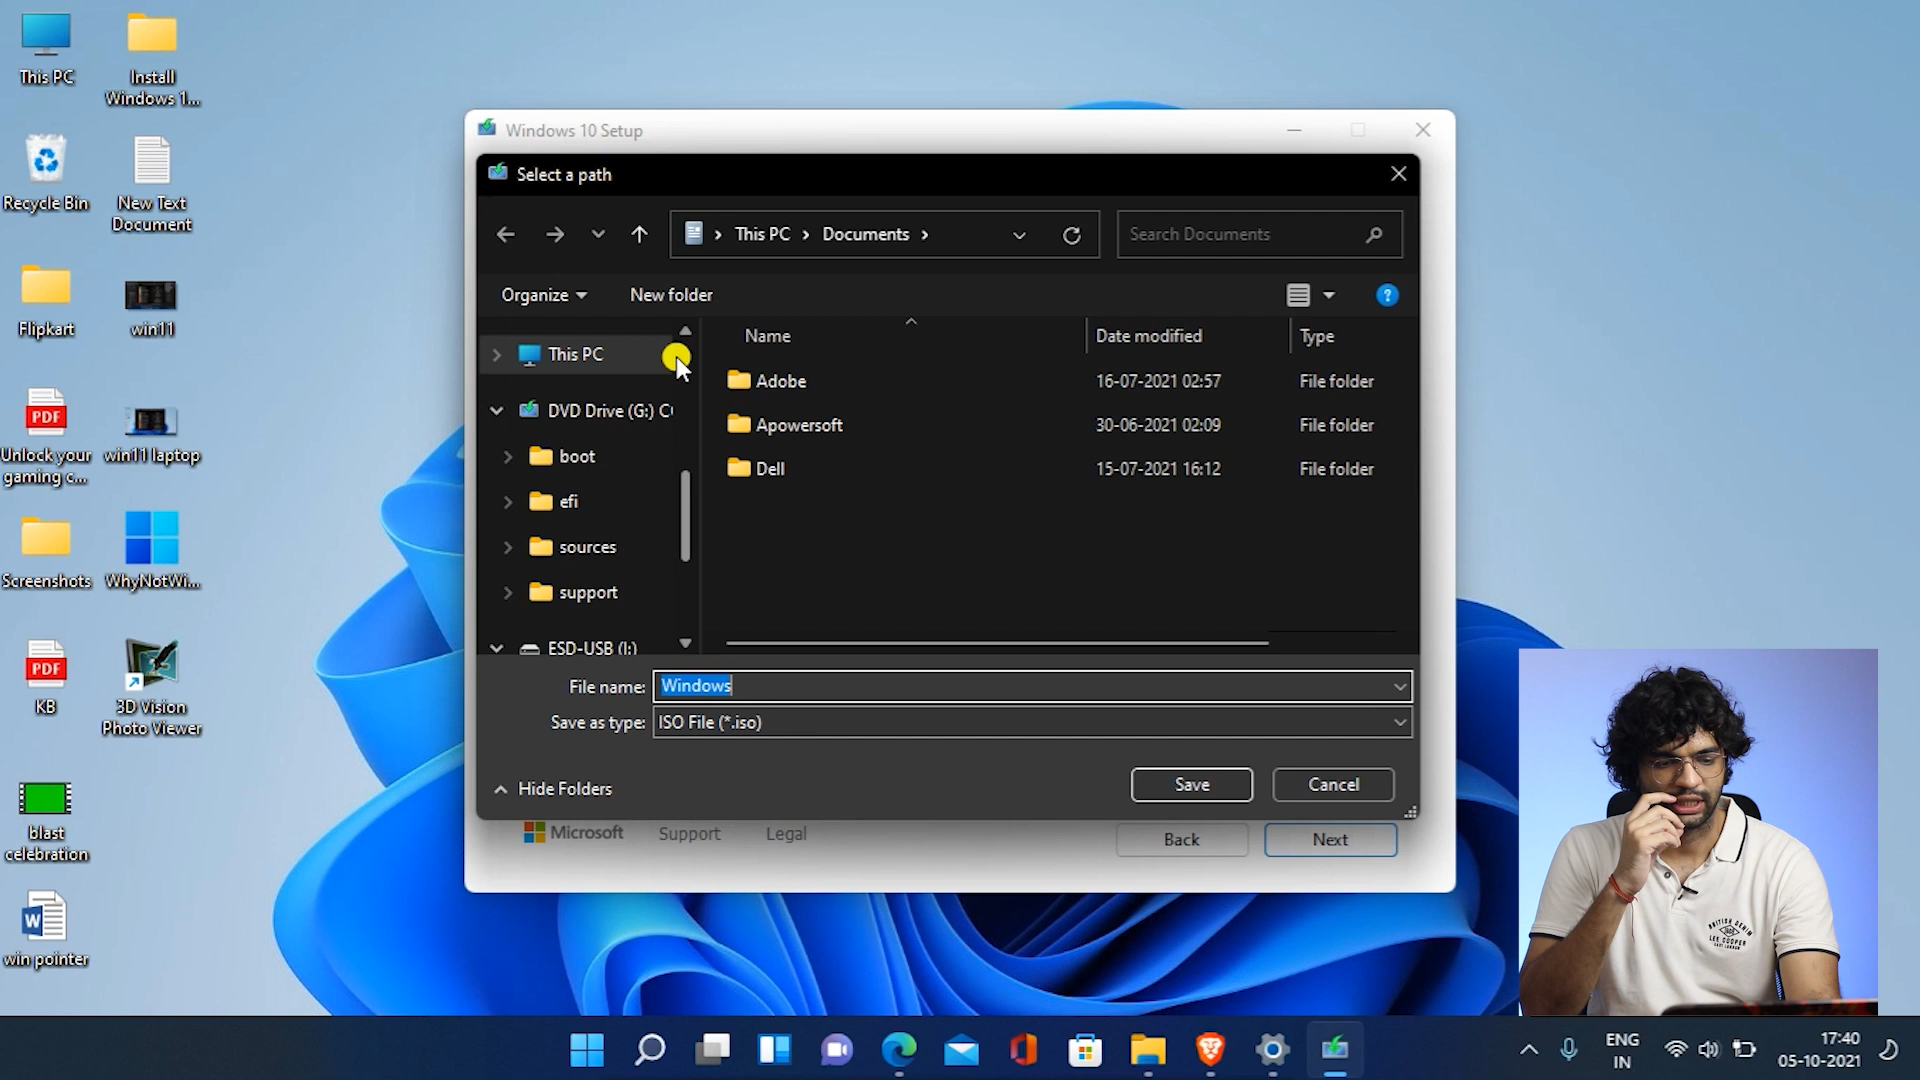 This PC
Install
Windows 1...
Recycle Bin
New Text
Document
Flipkart
win11
PDF
Unlock your
gaming c...
win11 laptop
Screenshots
WhyNotWi...
PDF
KB
3D Vision
Photo Viewer
blast
celebration
W
win pointer
Windows 10 Setup
Select a path
This PC
Documents
Search Documents
Organize
New folder
?
This PC
DVD Drive (G:) C
boot
efi
sources
support
ESD-USB (I:)
Name
Date modified
Type
Adobe
16-07-2021 02:57
File folder
Apowersoft
30-06-2021 02:09
File folder
Dell
15-07-2021 16:12
File folder
File name:
Windows
Save as type:
ISO File (*.iso)
Hide Folders
Save
Cancel
Microsoft
Support
Legal
Back
Next
BRITISH DENIM
LEE COOPER
ENG
IN
17:40
05-10-2021